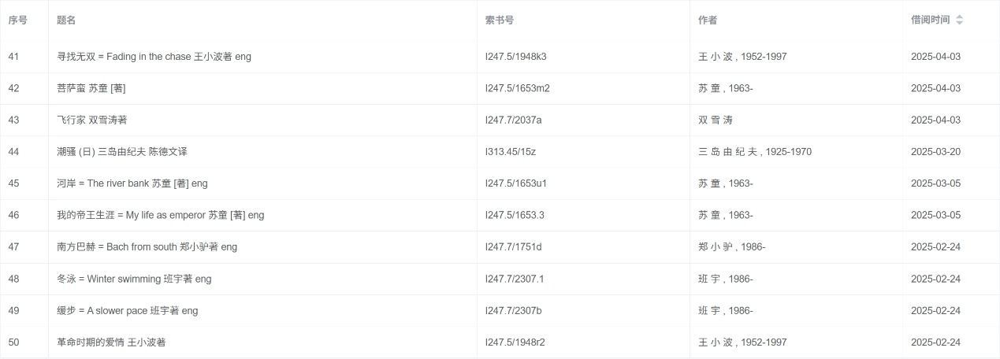 序号 题名 索书号 作者 借阅时间
41 寻找无双 = Fading in the chase 王小波著 eng I247.5/1948k3 王 小 波 , 1952-1997 2025-04-03
42 菩萨蛮 苏童 [著] I247.5/1653m2 苏 童 , 1963- 2025-04-03
43 飞行家 双雪涛著 I247.7/2037a 双 雪 涛 2025-04-03
44 潮骚 (日) 三岛由纪夫 陈德文译 I313.45/15z 三 岛 由 纪 夫 , 1925-1970 2025-03-20
45 河岸 = The river bank 苏童 [著] eng I247.5/1653u1 苏 童 , 1963- 2025-03-05
46 我的帝王生涯 = My life as emperor 苏童 [著] eng I247.5/1653.3 苏 童 , 1963- 2025-03-05
47 南方巴赫 = Bach from south 郑小驴著 eng I247.7/1751d 郑 小 驴 , 1986- 2025-02-24
48 冬泳 = Winter swimming 班宇著 eng I247.7/2307.1 班 宇 , 1986- 2025-02-24
49 缓步 = A slower pace 班宇著 eng I247.7/2307b 班 宇 , 1986- 2025-02-24
50 革命时期的爱情 王小波著 I247.5/1948r2 王 小 波 , 1952-1997 2025-02-24